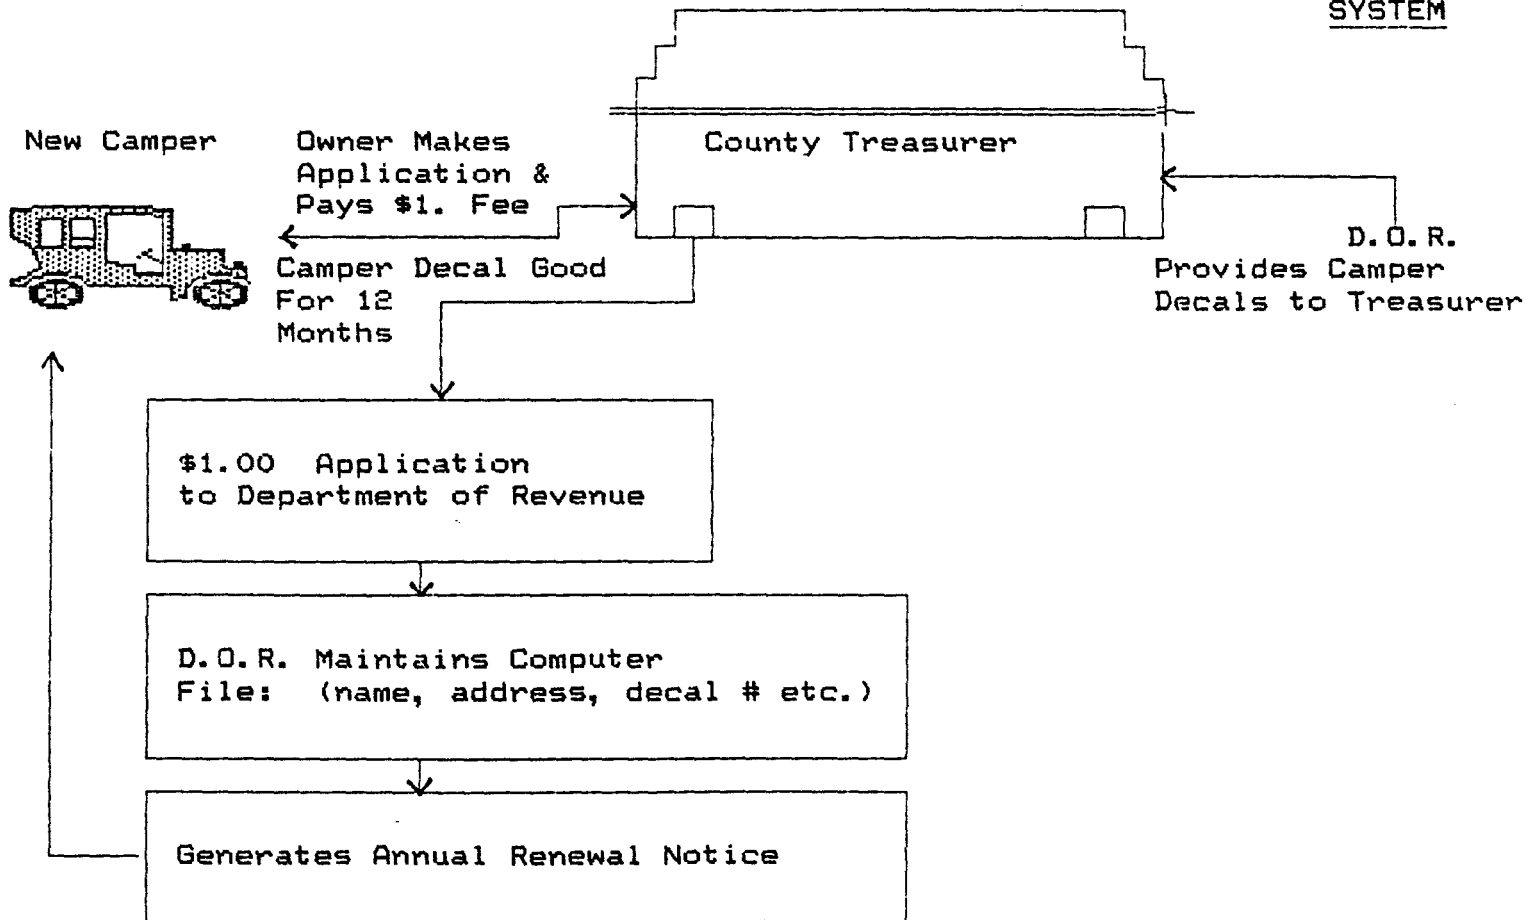 SYSTEM
New Camper
Owner Makes
Application &
Pays $1. Fee
County Treasurer
D.O.R.
Provides Camper
Decals to Treasurer
Camper Decal Good
For 12
Months
$1.00 Application
to Department of Revenue
D.O.R. Maintains Computer
File: (name, address, decal # etc.)
Generates Annual Renewal Notice